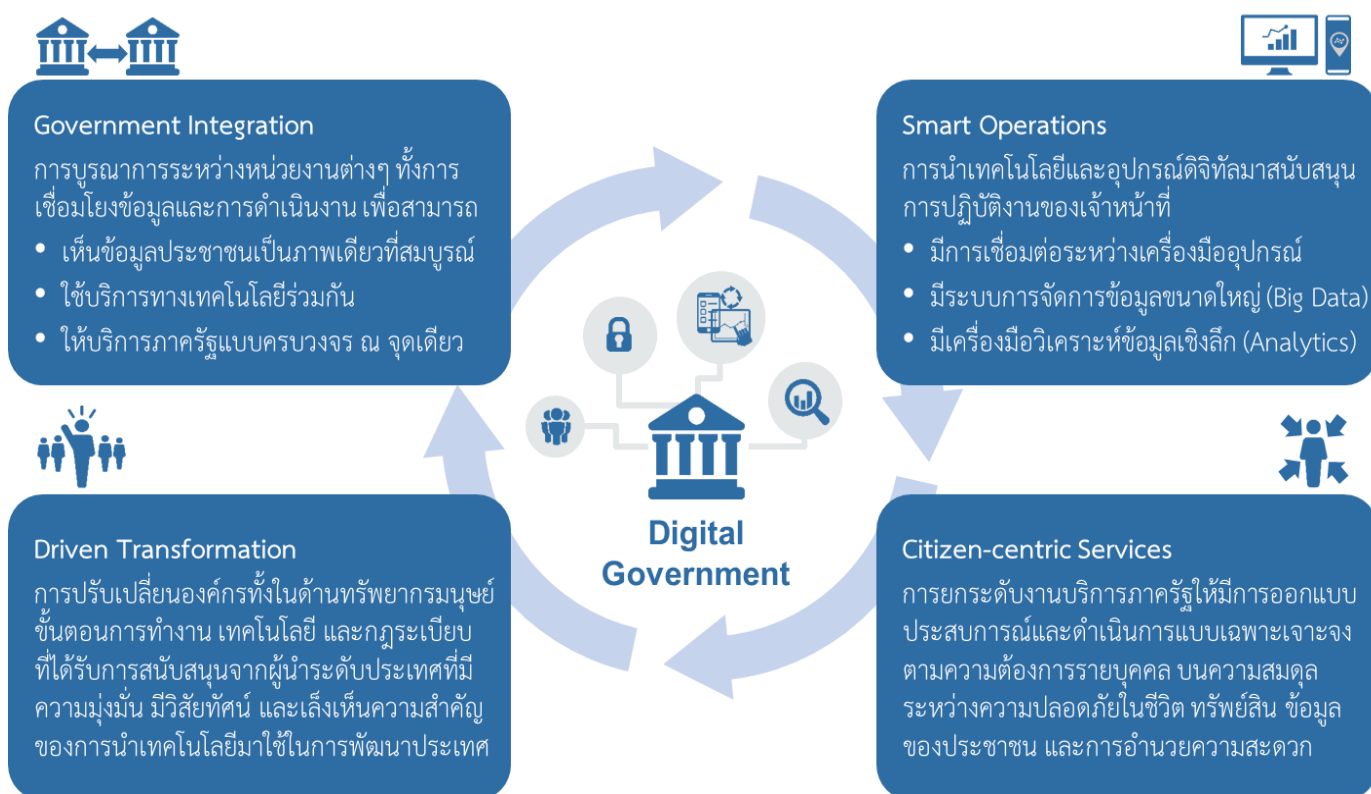 Government Integration
การบูรณาการระหว่างหน่วยงานต่างๆ ทั้งการ
เชื่อมโยงข้อมูลและการดำเนินงาน เพื่อสามารถ
• เห็นข้อมูลประชาชนเป็นภาพเดียวที่สมบูรณ์
• ใช้บริการทางเทคโนโลยีร่วมกัน
• ให้บริการภาครัฐแบบครบวงจร ณ จุดเดียว
Smart Operations
การนำเทคโนโลยีและอุปกรณ์ดิจิทัลมาสนับสนุน
การปฏิบัติงานของเจ้าหน้าที่
• มีการเชื่อมต่อระหว่างเครื่องมืออุปกรณ์
• มีระบบการจัดการข้อมูลขนาดใหญ่ (Big Data)
• มีเครื่องมือวิเคราะห์ข้อมูลเชิงลึก (Analytics)
Digital
Government
Driven Transformation
การปรับเปลี่ยนองค์กรทั้งในด้านทรัพยากรมนุษย์
ขั้นตอนการทำงาน เทคโนโลยี และกฎระเบียบ
ที่ได้รับการสนับสนุนจากผู้นำระดับประเทศที่มี
ความมุ่งมั่น มีวิสัยทัศน์ และเล็งเห็นความสำคัญ
ของการนำเทคโนโลยีมาใช้ในการพัฒนาประเทศ
Citizen-centric Services
การยกระดับงานบริการภาครัฐให้มีการออกแบบ
ประสบการณ์และดำเนินการแบบเฉพาะเจาะจง
ตามความต้องการรายบุคคล บนความสมดุล
ระหว่างความปลอดภัยในชีวิต ทรัพย์สิน ข้อมูล
ของประชาชน และการอำนวยความสะดวก